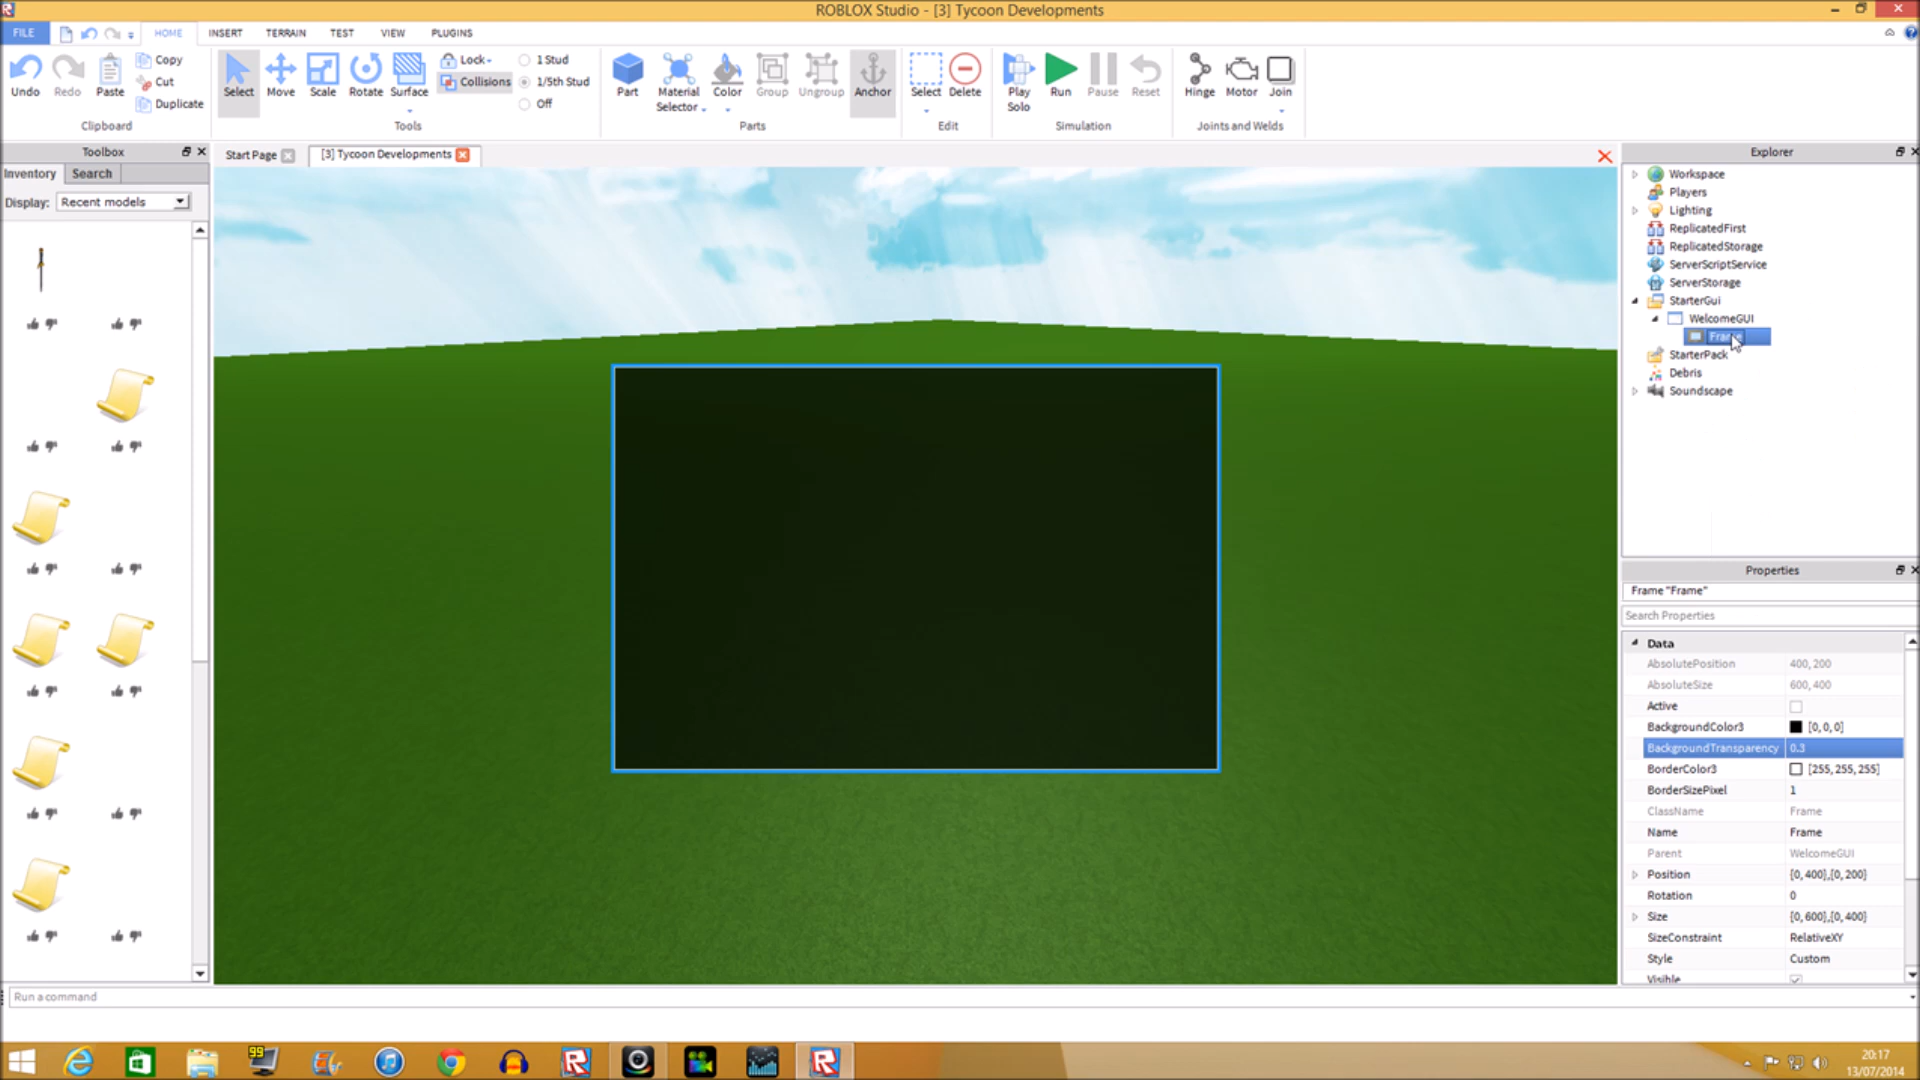 ROBLOX Studio - [3] Tycoon Developments
FILE
HOME
INSERT
TERRAIN
TEST
VIEW
PLUGINS
Undo
Redo
Paste
Copy
Cut
Duplicate
Clipboard
Select
Move
Scale
Rotate
Surface
Lock
Collisions
1 Stud
1/5th Stud
Off
Tools
Part
Material
Selector
Color
Group
Ungroup
Anchor
Parts
Select
Delete
Edit
Play
Solo
Run
Pause
Reset
Simulation
Hinge
Motor
Join
Joints and Welds
Toolbox
Inventory
Search
Display:
Recent models
Start Page
[3] Tycoon Developments
Explorer
Workspace
Players
Lighting
ReplicatedFirst
ReplicatedStorage
ServerScriptService
ServerStorage
StarterGui
WelcomeGUI
Frame
StarterPack
Debris
Soundscape
Properties
Frame "Frame"
Search Properties
Data
AbsolutePosition 400, 200
AbsoluteSize 600, 400
Active
BackgroundColor3 [0, 0, 0]
BackgroundTransparency 0.3
BorderColor3 [255, 255, 255]
BorderSizePixel 1
ClassName Frame
Name Frame
Parent WelcomeGUI
Position {0, 400},{0, 200}
Rotation 0
Size {0, 600},{0, 400}
SizeConstraint RelativeXY
Style Custom
Visible
Run a command
99
20:17
13/07/2014